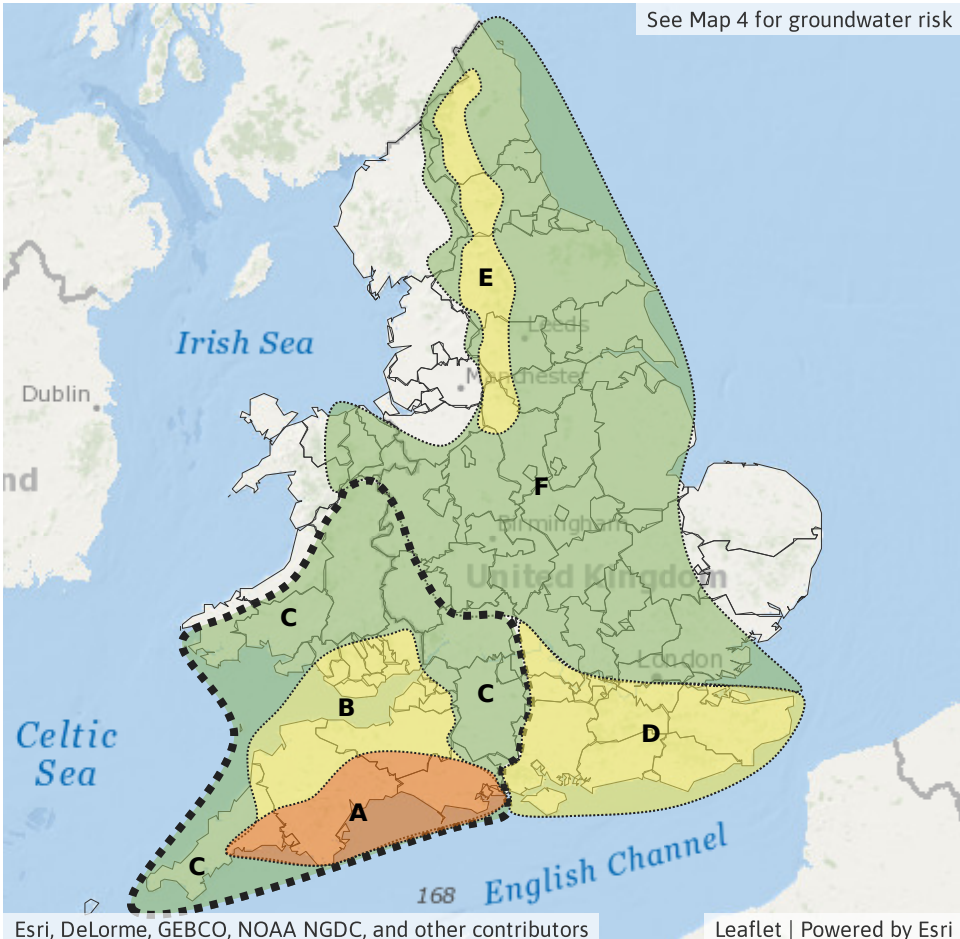 See Map 4 for groundwater risk
E
Leeds
Irish Sea
Manchester
Dublin
nd
F
Birmingham
United Kingdom
C
London
C
B
D
Celtic
Sea
A
C
168
English Channel
Esri, DeLorme, GEBCO, NOAA NGDC, and other contributors
Leaflet | Powered by Esri